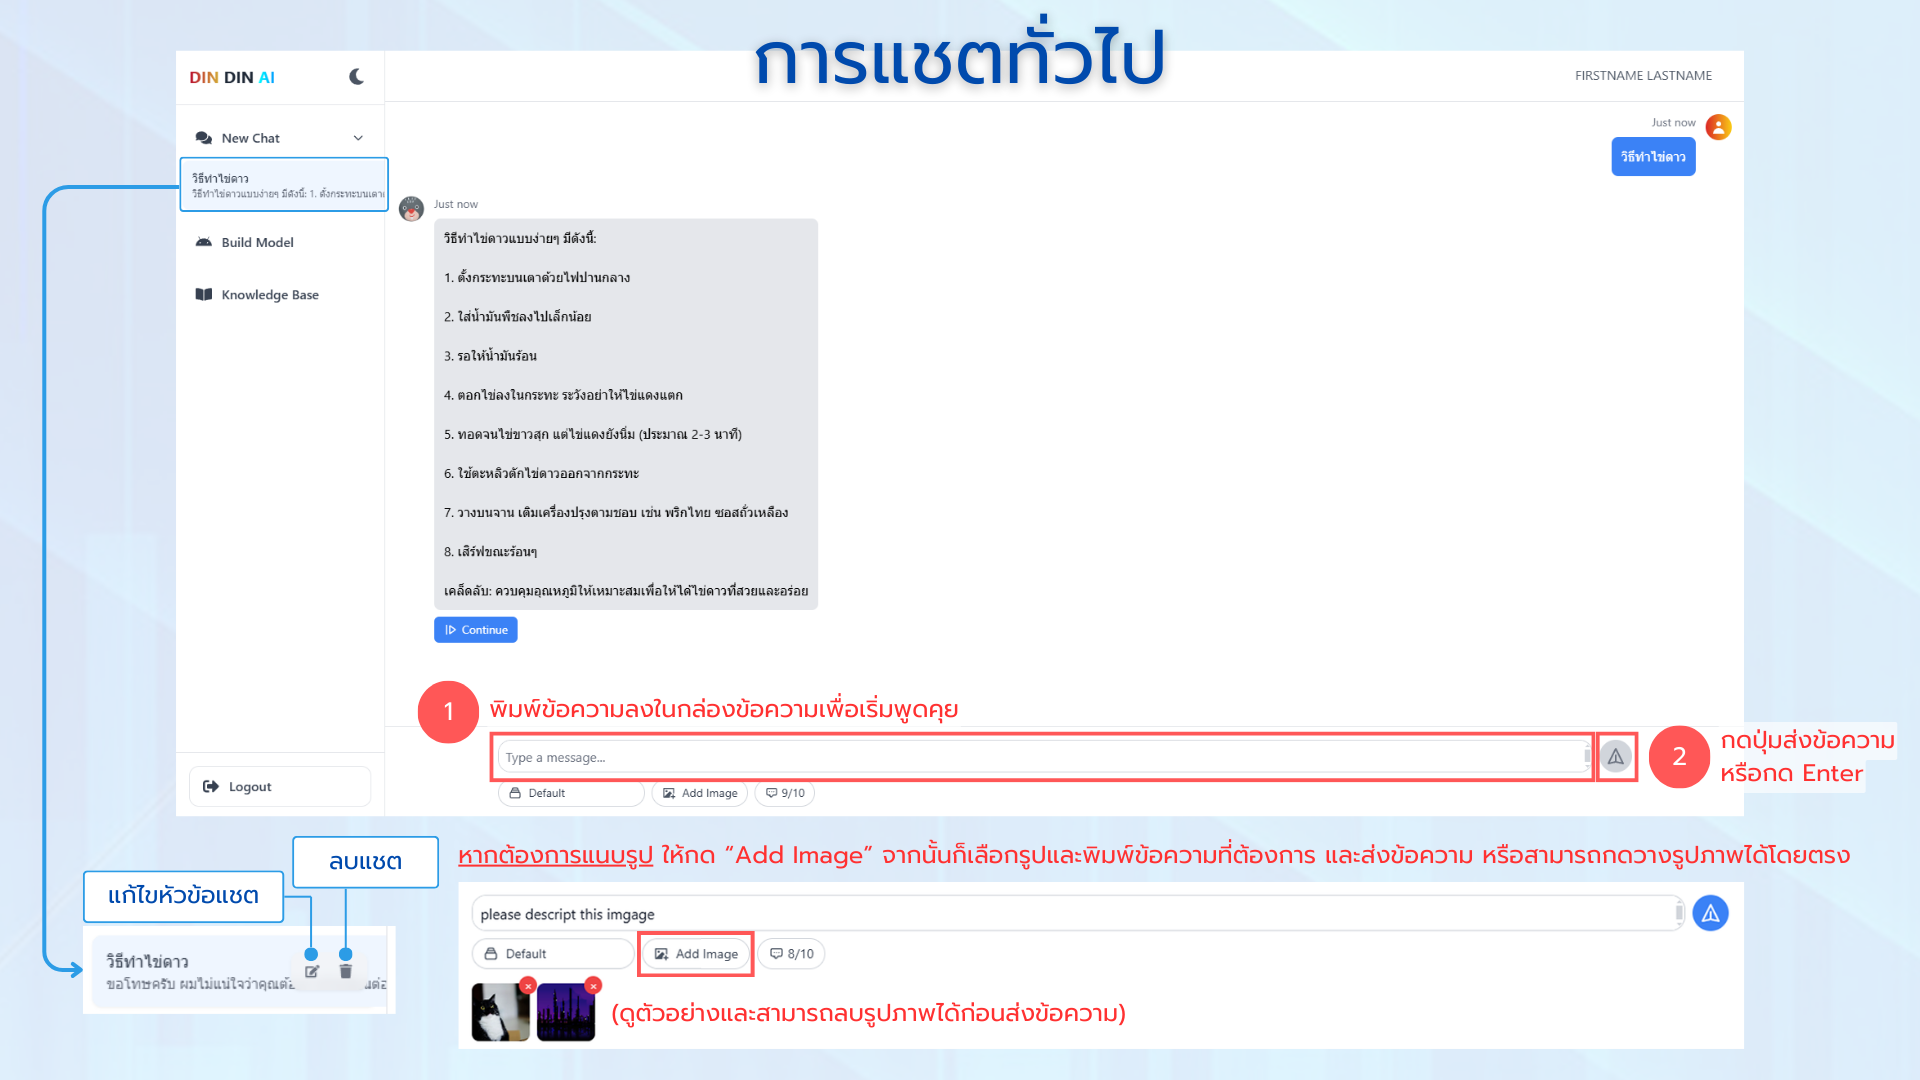 การแชตทั่วไป
DIN DIN AI
FIRSTNAME LASTNAME
New Chat
วิธีทำไข่ดาว
วิธีทำไข่ดาวแบบง่ายๆ มีดังนี้: 1. ตั้งกระทะบนเตา
Build Model
Knowledge Base
Logout
Just now
วิธีทำไข่ดาว
Just now
วิธีทำไข่ดาวแบบง่ายๆ มีดังนี้:
1. ตั้งกระทะบนเตาด้วยไฟปานกลาง
2. ใส่น้ำมันพืชลงไปเล็กน้อย
3. รอให้น้ำมันร้อน
4. ตอกไข่ลงในกระทะ ระวังอย่าให้ไข่แดงแตก
5. ทอดจนไข่ขาวสุก แต่ไข่แดงยังนิ่ม (ประมาณ 2-3 นาที)
6. ใช้ตะหลิวตักไข่ดาวออกจากกระทะ
7. วางบนจาน เติมเครื่องปรุงตามชอบ เช่น พริกไทย ซอสถั่วเหลือง
8. เสิร์ฟขณะร้อนๆ
เคล็ดลับ: ควบคุมอุณหภูมิให้เหมาะสมเพื่อให้ได้ไข่ดาวที่สวยและอร่อย
Continue
1 พิมพ์ข้อความลงในกล่องข้อความเพื่อเริ่มพูดคุย
Type a message...
2 กดปุ่มส่งข้อความ
หรือกด Enter
Default
Add Image
9/10
หากต้องการแนบรูป ให้กด “Add Image” จากนั้นก็เลือกรูปและพิมพ์ข้อความที่ต้องการ และส่งข้อความ หรือสามารถกดวางรูปภาพได้โดยตรง
ลบแชต
แก้ไขหัวข้อแชต
วิธีทำไข่ดาว
ขอโทษครับ ผมไม่แน่ใจว่าคุณต้อ
please descript this imgage
Default
Add Image
8/10
(ดูตัวอย่างและสามารถลบรูปภาพได้ก่อนส่งข้อความ)